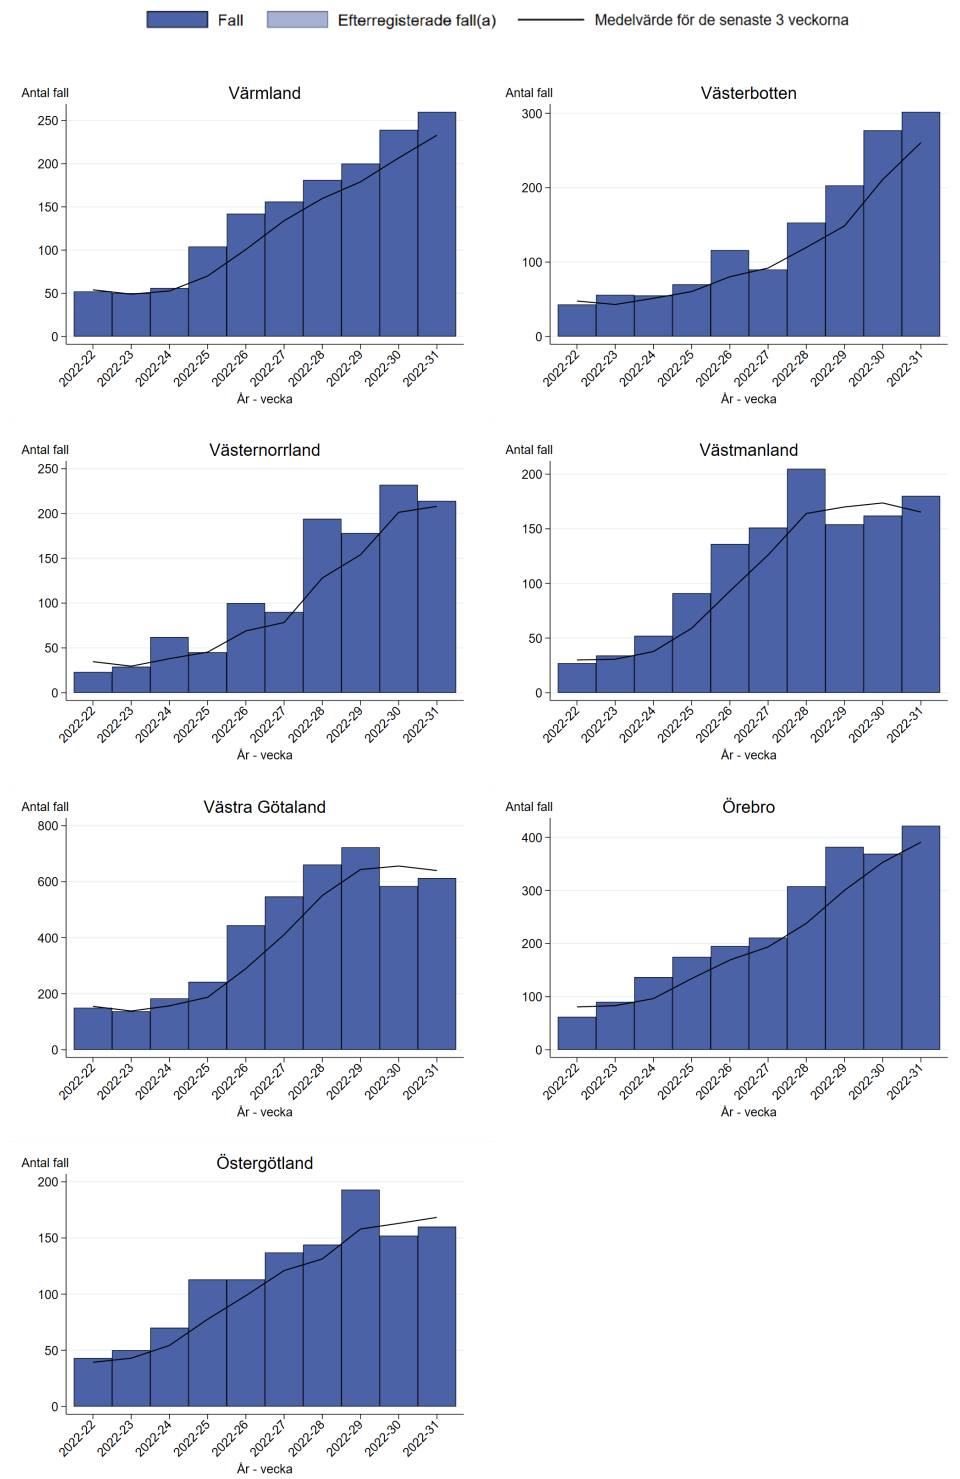 Fall Efterregisterade fall(a) Medelvärde för de senaste 3 veckorna
Antal fall Värmland
250
200
150
100
50
0
2022-22 2022-23 2022-24 2022-25 2022-26 2022-27 2022-28 2022-29 2022-30 2022-31
År - vecka
Antal fall Västerbotten
300
200
100
0
2022-22 2022-23 2022-24 2022-25 2022-26 2022-27 2022-28 2022-29 2022-30 2022-31
År - vecka
Antal fall Västernorrland
250
200
150
100
50
0
2022-22 2022-23 2022-24 2022-25 2022-26 2022-27 2022-28 2022-29 2022-30 2022-31
År - vecka
Antal fall Västmanland
200
150
100
50
0
2022-22 2022-23 2022-24 2022-25 2022-26 2022-27 2022-28 2022-29 2022-30 2022-31
År - vecka
Antal fall Västra Götaland
800
600
400
200
0
2022-22 2022-23 2022-24 2022-25 2022-26 2022-27 2022-28 2022-29 2022-30 2022-31
År - vecka
Antal fall Örebro
400
300
200
100
0
2022-22 2022-23 2022-24 2022-25 2022-26 2022-27 2022-28 2022-29 2022-30 2022-31
År - vecka
Antal fall Östergötland
200
150
100
50
0
2022-22 2022-23 2022-24 2022-25 2022-26 2022-27 2022-28 2022-29 2022-30 2022-31
År - vecka